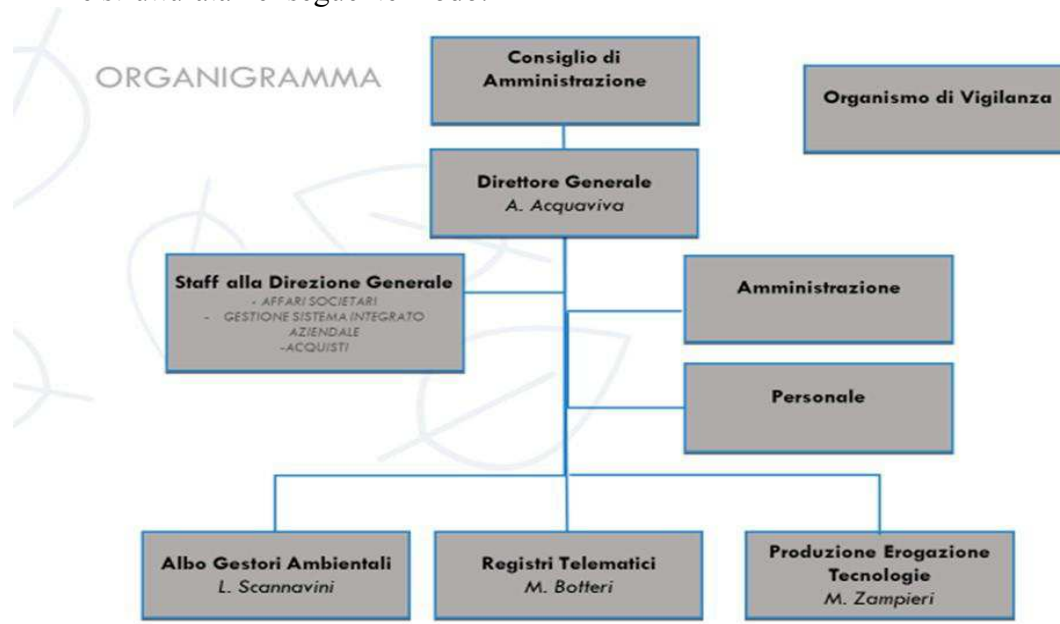 ORGANIGRAMMA
Consiglio di
Amministrazione
Organismo di Vigilanza
Direttore Generale
A. Acquaviva
Staff alla Direzione Generale
- AFFARI SOCIETARI
- GESTIONE SISTEMA INTEGRATO
AZIENDALE
-ACQUISTI
Amministrazione
Personale
Albo Gestori Ambientali
L. Scannavini
Registri Telematici
M. Botteri
Produzione Erogazione
Tecnologie
M. Zampieri